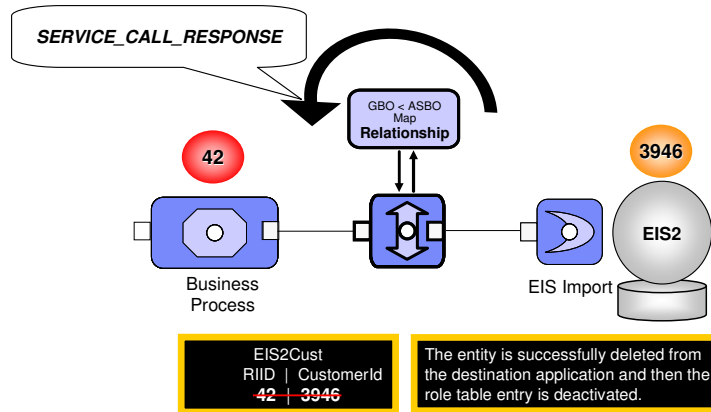 SERVICE_CALL_RESPONSE
GBO < ASBO
Map
Relationship
42
3946
EIS2
Business
Process
EIS Import
EIS2Cust
RIID | CustomerId
42 | 3946
The entity is successfully deleted from
the destination application and then the
role table entry is deactivated.